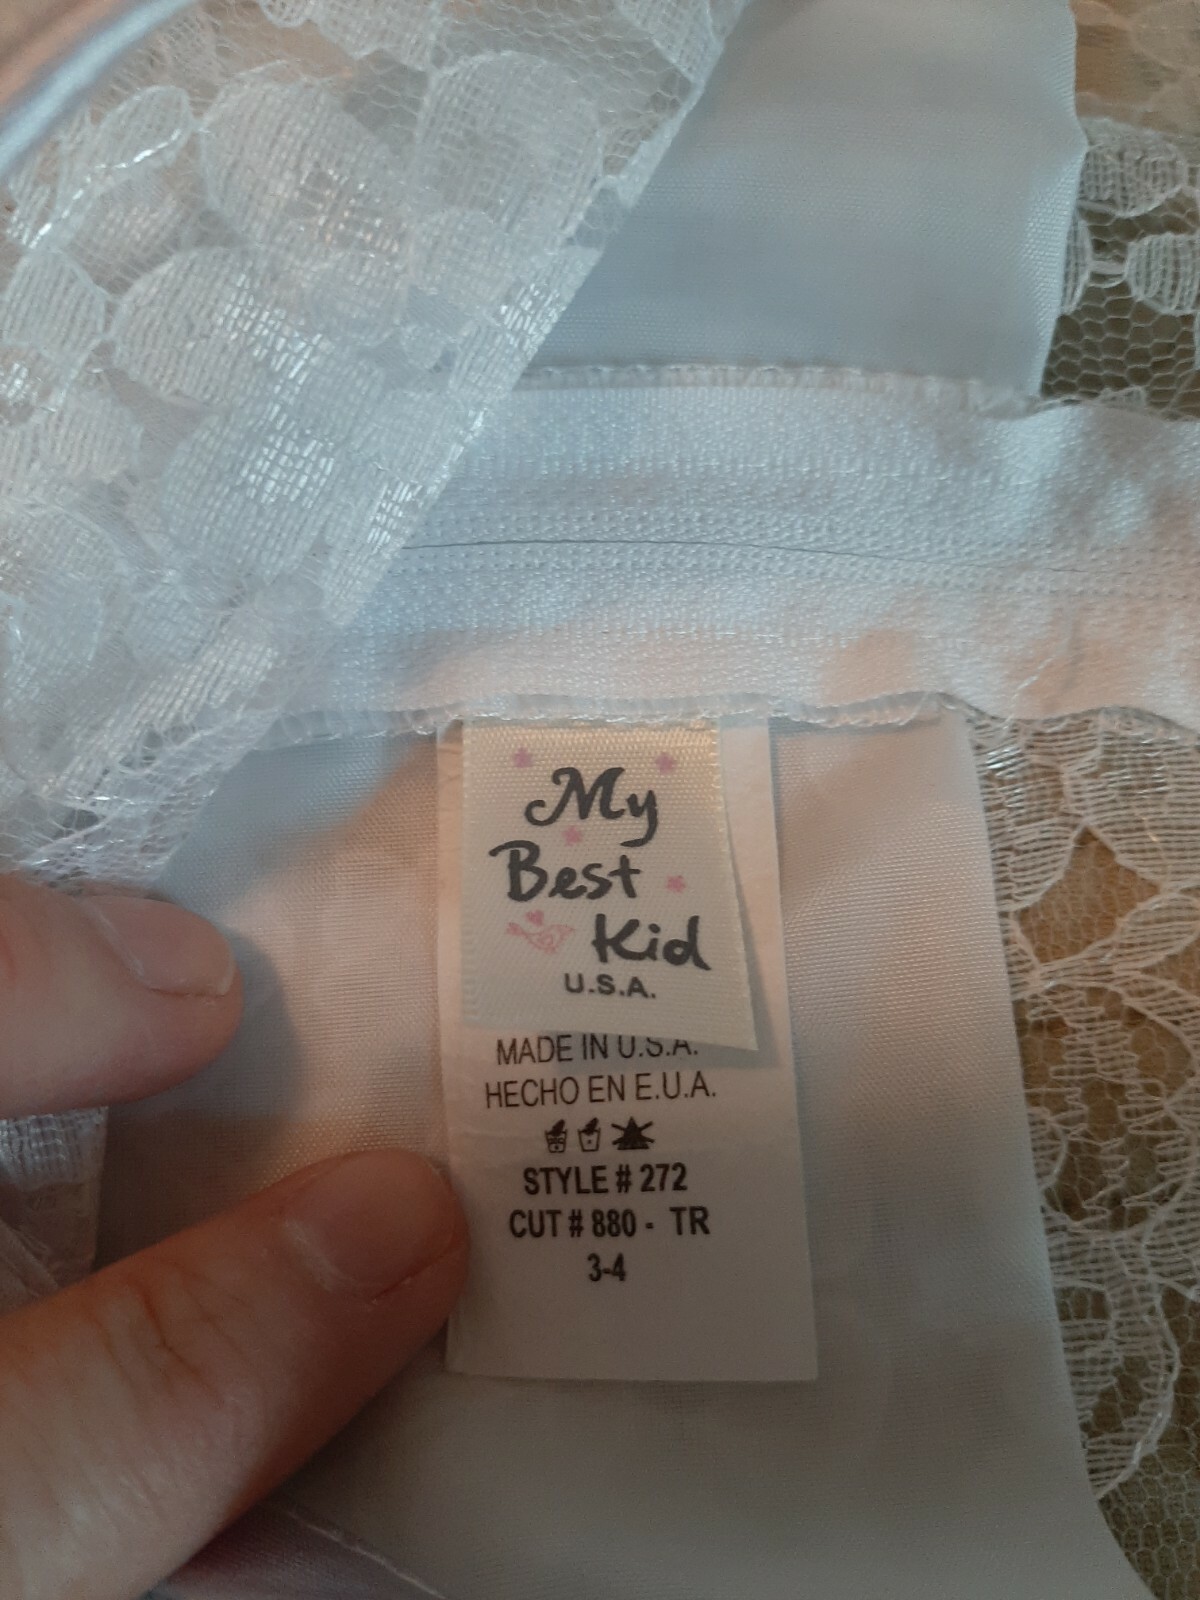 My
Best
Kid
U.S.A.
MADE IN U.S.A.
HECHO EN E.U.A.
STYLE # 272
CUT # 880 - TR
3-4